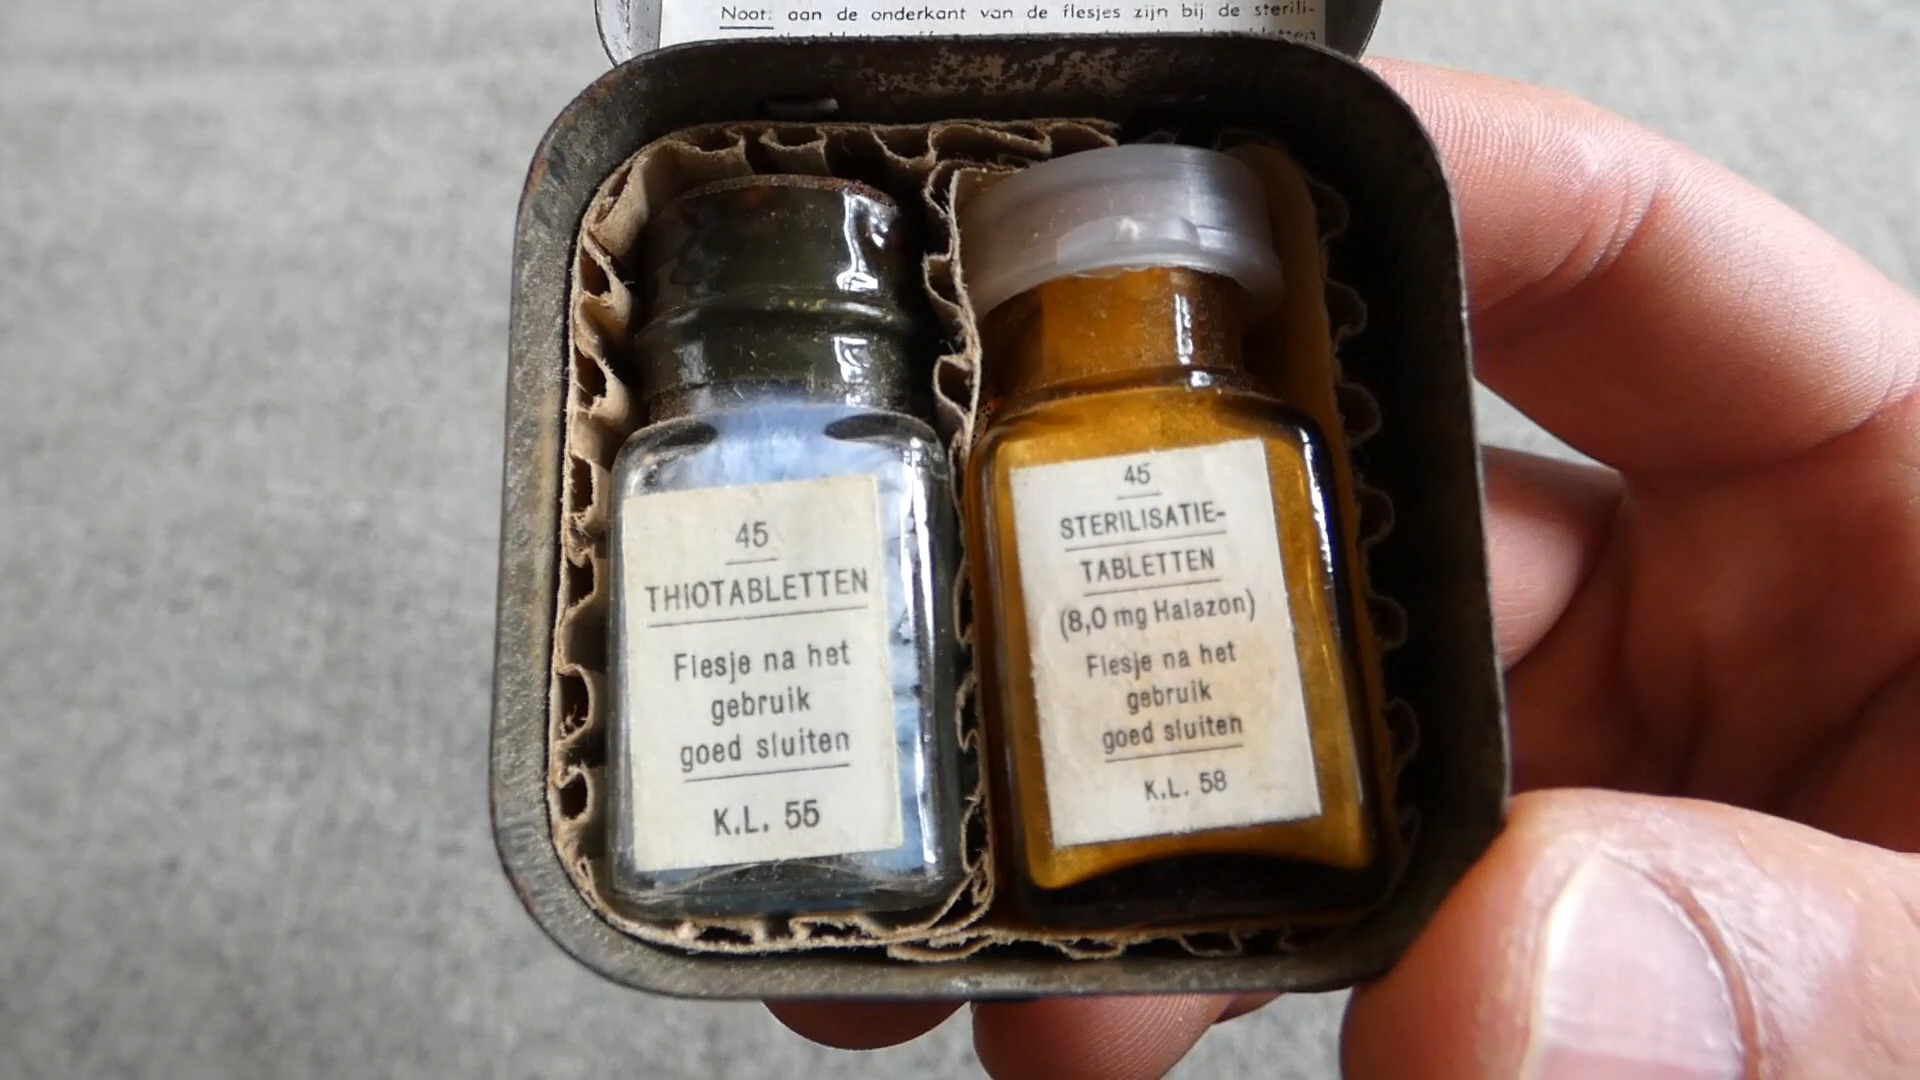 Noot: aan de onderkant van de flesjes zijn bij de sterili-
45
THIOTABLETTEN
Flesje na het
gebruik
goed sluiten
K.L. 55
45
STERILISATIE-
TABLETTEN
(8,0 mg Halazon)
Flesje na het
gebruik
goed sluiten
K.L. 58